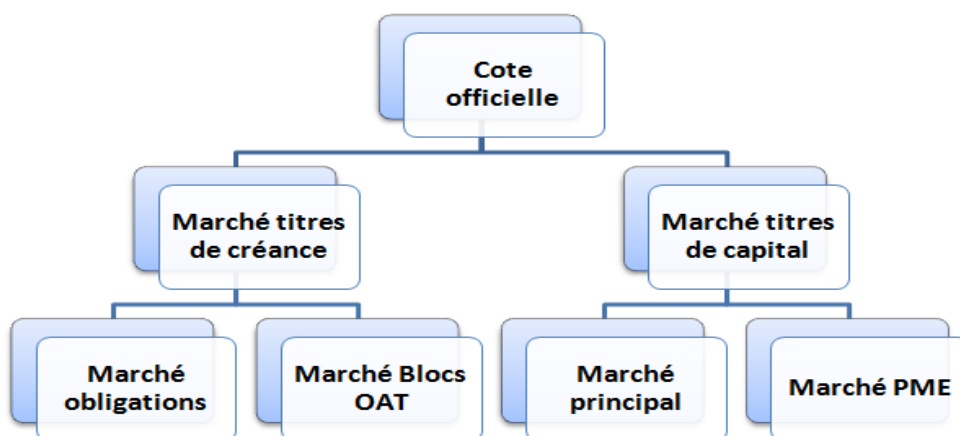 Cote
officielle
Marché titres
de créance
Marché titres
de capital
Marché
obligations
Marché Blocs
OAT
Marché
principal
Marché PME